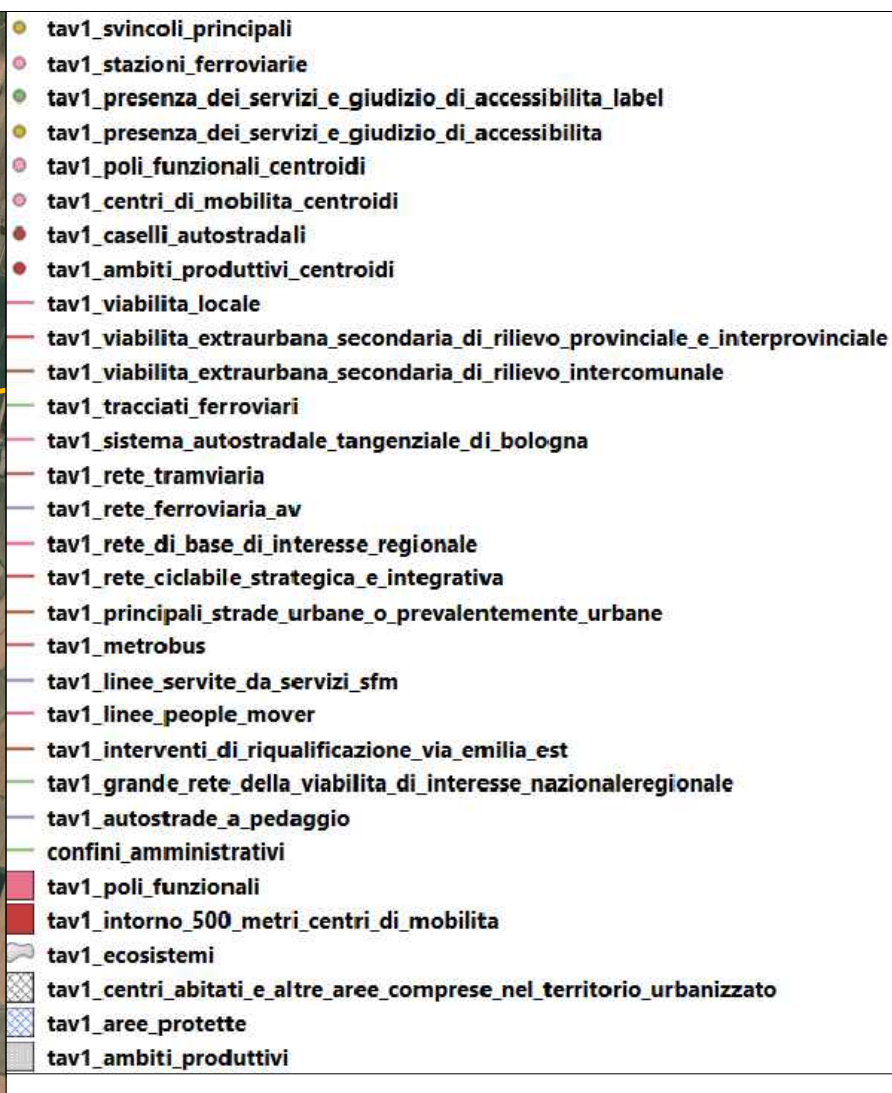 tav1_svincoli_principali
tav1_stazioni_ferroviarie
tav1_presenza_dei_servizi_e_giudizio_di_accessibilita_label
tav1_presenza_dei_servizi_e_giudizio_di_accessibilita
tav1_poli_funzionali_centroidi
tav1_centri_di_mobilita_centroidi
tav1_caselli_autostradali
tav1_ambiti_produttivi_centroidi
tav1_viabilita_locale
tav1_viabilita_extraurbana_secondaria_di_rilievo_provinciale_e_interprovinciale
tav1_viabilita_extraurbana_secondaria_di_rilievo_intercomunale
tav1_tracciati_ferroviari
tav1_sistema_autostradale_tangenziale_di_bologna
tav1_rete_tramviaria
tav1_rete_ferroviaria_av
tav1_rete_di_base_di_interesse_regionale
tav1_rete_ciclabile_strategica_e_integrativa
tav1_principali_strade_urbane_o_prevalentemente_urbane
tav1_metrobus
tav1_linee_servite_da_servizi_sfm
tav1_linee_people_mover
tav1_interventi_di_riqualificazione_via_emilia_est
tav1_grande_rete_della_viabilita_di_interesse_nazionaleregionale
tav1_autostrade_a_pedaggio
confini_amministrativi
tav1_poli_funzionali
tav1_intorno_500_metri_centri_di_mobilita
tav1_ecosistemi
tav1_centri_abitati_e_altre_aree_comprese_nel_territorio_urbanizzato
tav1_aree_protette
tav1_ambiti_produttivi